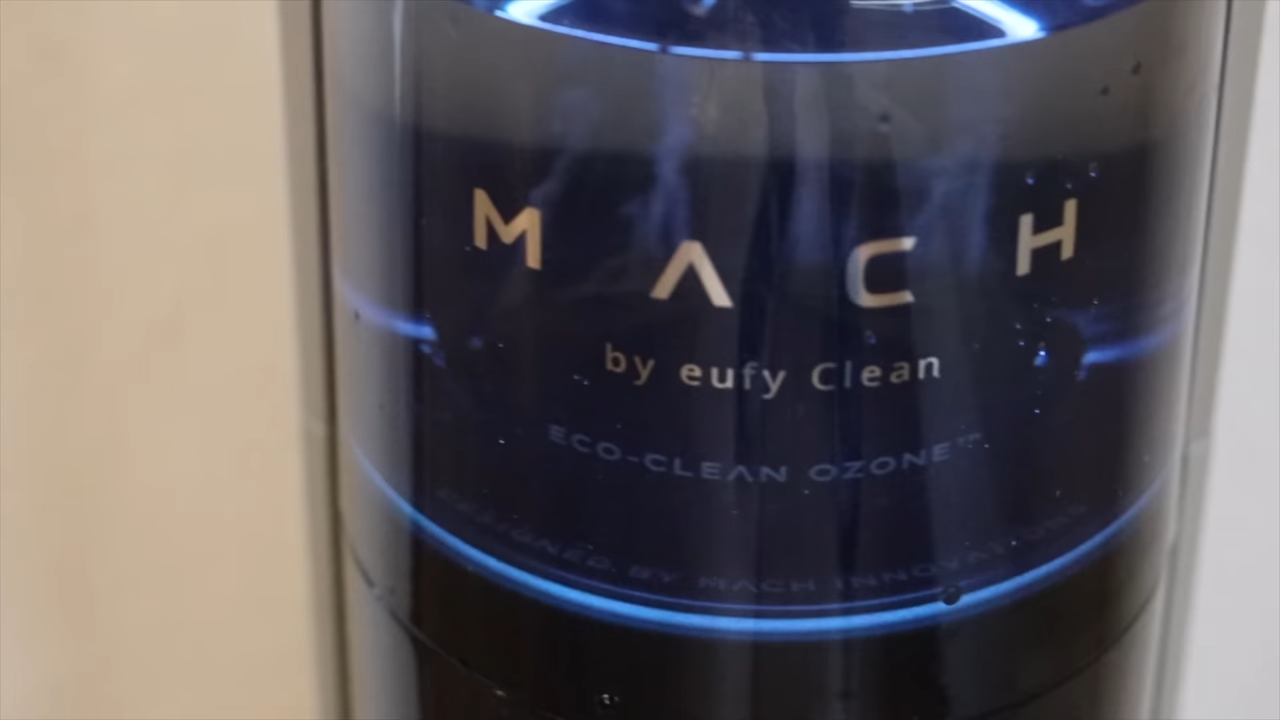 MACH
by eufy Clean
ECO-CLEAN OZONE™
DESIGNED BY MACH INNOVATIONS